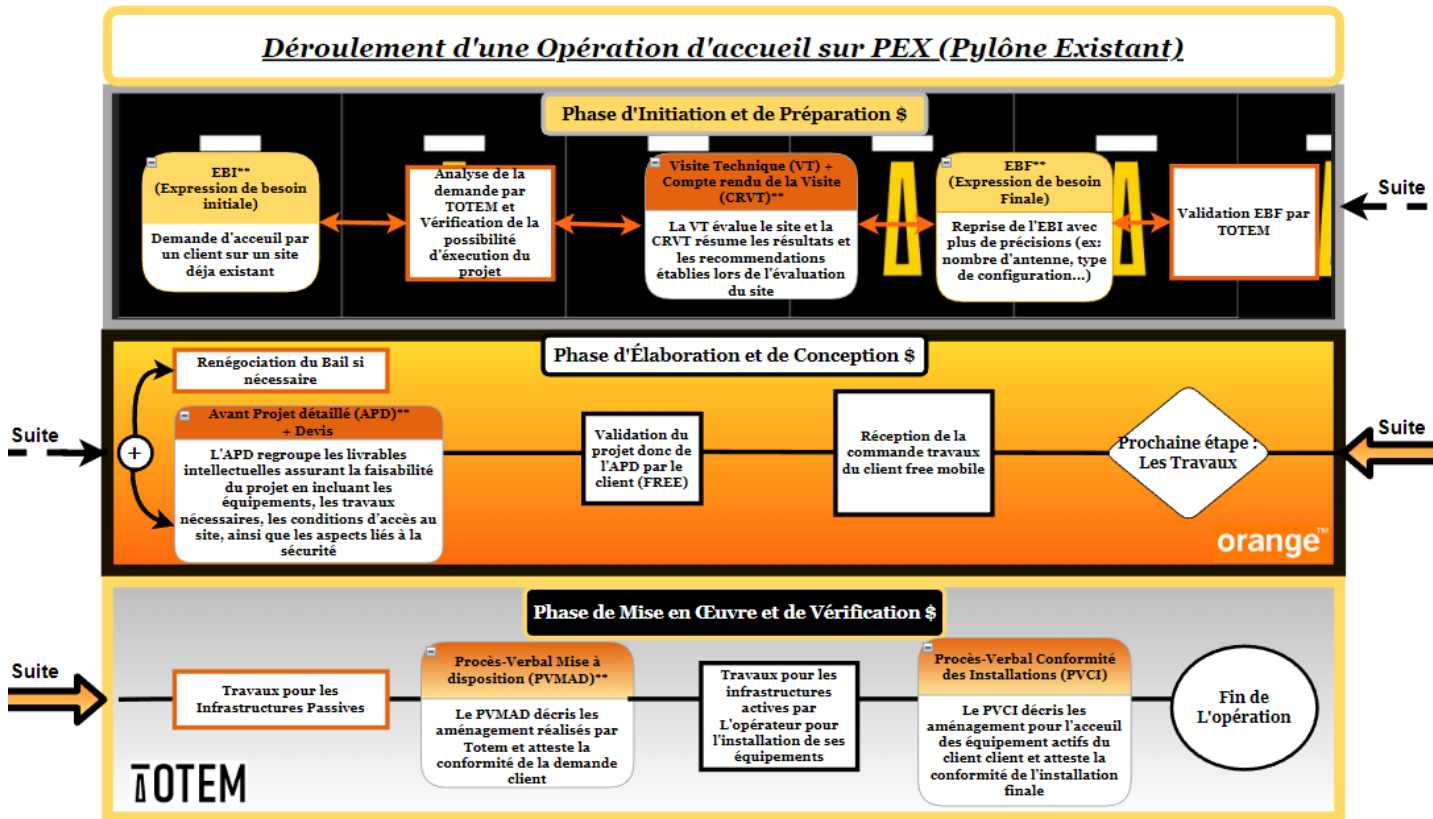 Déroulement d'une Opération d'accueil sur PEX (Pylône Existant)
Phase d'Initiation et de Préparation $
EBI**
(Expression de besoin
initiale)
Demande d'acceuil par
un client sur un site
déja existant
Analyse de la
demande par
TOTEM et
Vérification de la
possibilité
d'éxecution du
projet
Visite Technique (VT) +
Compte rendu de la Visite
(CRVT)**
La VT évalue le site et la
CRVT résume les résultats et
les recommendations
établies lors de l'évaluation
du site
EBF**
(Expression de besoin
Finale)
Reprise de l'EBI avec
plus de précisions (ex:
nombre d'antenne, type
de configuration...)
Validation EBF par
TOTEM
Suite
Phase d'Élaboration et de Conception $
Renégociation du Bail si
nécessaire
Suite
+
Avant Projet détaillé (APD)**
+ Devis
L'APD regroupe les livrables
intellectuelles assurant la faisabilité
du projet en incluant les
équipements, les travaux
nécessaires, les conditions d'accès au
site, ainsi que les aspects liés à la
sécurité
Validation du
projet donc de
l'APD par le
client (FREE)
Réception de la
commande travaux
du client free mobile
Prochaine étape :
Les Travaux
Suite
orange™
Phase de Mise en Œuvre et de Vérification $
Suite
Travaux pour les
Infrastructures Passives
Procès-Verbal Mise à
disposition (PVMAD)**
Le PVMAD décris les
aménagement réalisés par
Totem et atteste la
conformité de la demande
client
Travaux pour les
infrastructures
actives par
L'opérateur pour
l'installation de ses
équipements
Procès-Verbal Conformité
des Installations (PVCI)
Le PVCI décris les
aménagement pour l'acceuil
des équipement actifs du
client client et atteste la
conformité de l'installation
finale
Fin de
L'opération
TOTEM